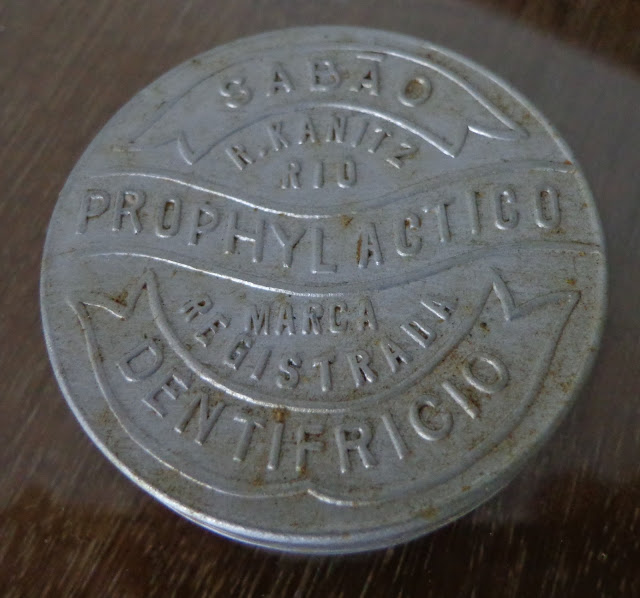 SABÃO
R. KANITZ
RIO
PROPHYLACTICO
MARCA
REGISTRADA
DENTIFRICIO